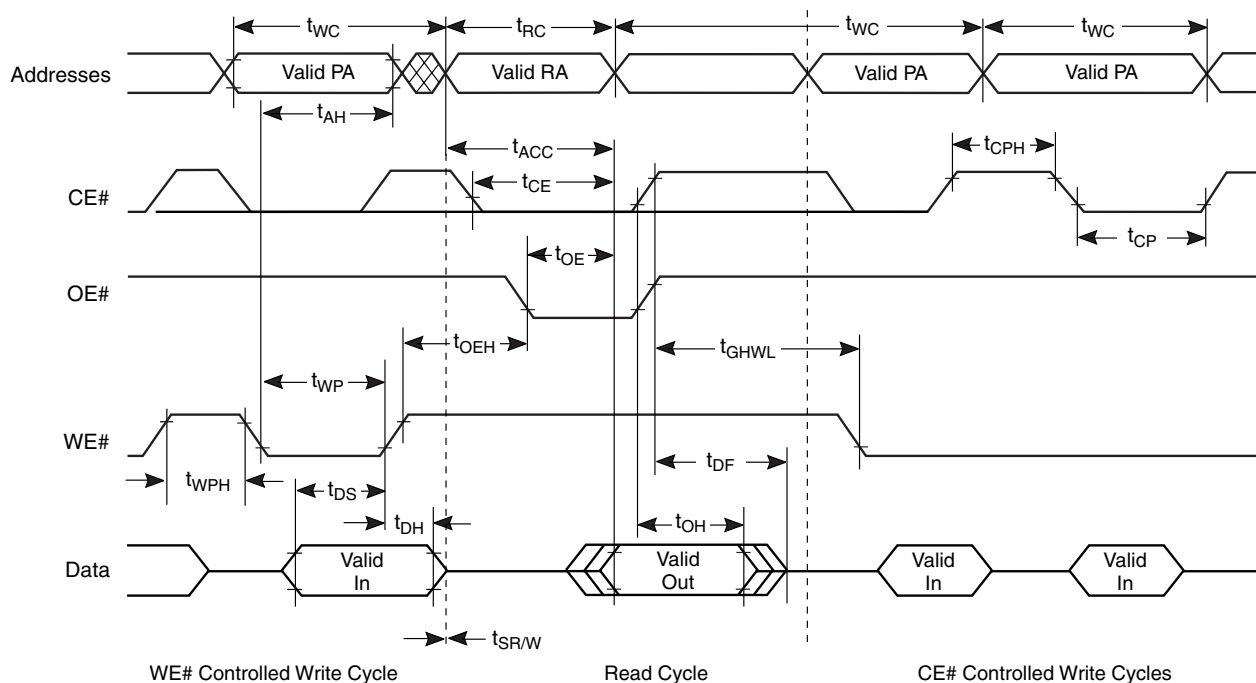 tWC tRC tWC tWC
Addresses Valid PA Valid RA Valid PA Valid PA
tAH
tACC tCPH
tCE
CE#
tOE tCP
OE#
tOEH tGHWL
tWP
WE#
tWPH tDS tDF
tDH tOH
Data Valid In Valid Out Valid In Valid In
tSR/W
WE# Controlled Write Cycle Read Cycle CE# Controlled Write Cycles